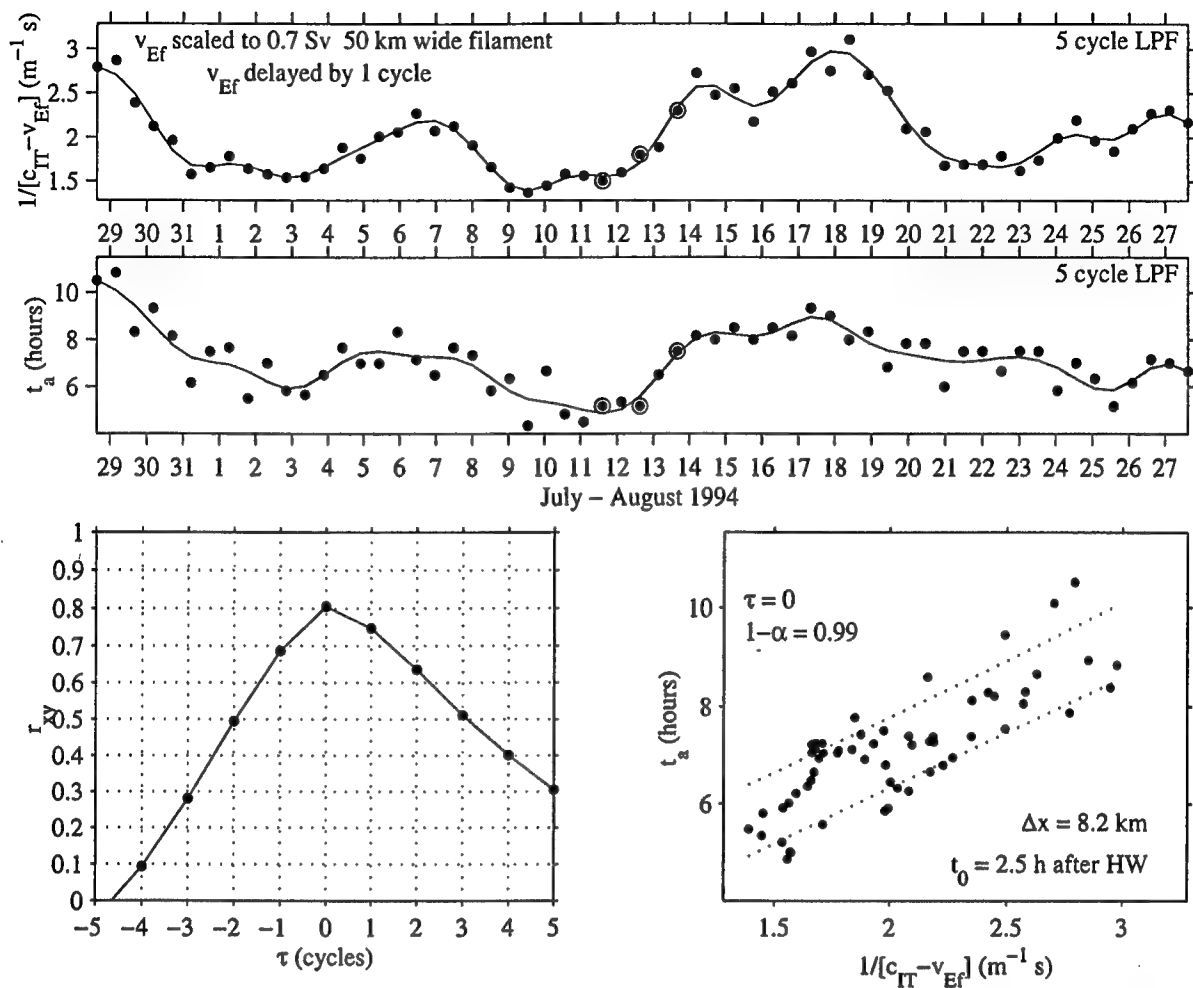 v_Ef scaled to 0.7 Sv 50 km wide filament
v_Ef delayed by 1 cycle
5 cycle LPF
1/[c_IT−v_Ef] (m⁻¹ s)
3
2.5
2
1.5
29 30 31 1 2 3 4 5 6 7 8 9 10 11 12 13 14 15 16 17 18 19 20 21 22 23 24 25 26 27
5 cycle LPF
t_a (hours)
10
8
6
29 30 31 1 2 3 4 5 6 7 8 9 10 11 12 13 14 15 16 17 18 19 20 21 22 23 24 25 26 27
July – August 1994
r_xy
1
0.9
0.8
0.7
0.6
0.5
0.4
0.3
0.2
0.1
0
−5 −4 −3 −2 −1 0 1 2 3 4 5
τ (cycles)
t_a (hours)
10
8
6
τ = 0
1−α = 0.99
Δx = 8.2 km
t_0 = 2.5 h after HW
1.5 2 2.5 3
1/[c_IT−v_Ef] (m⁻¹ s)